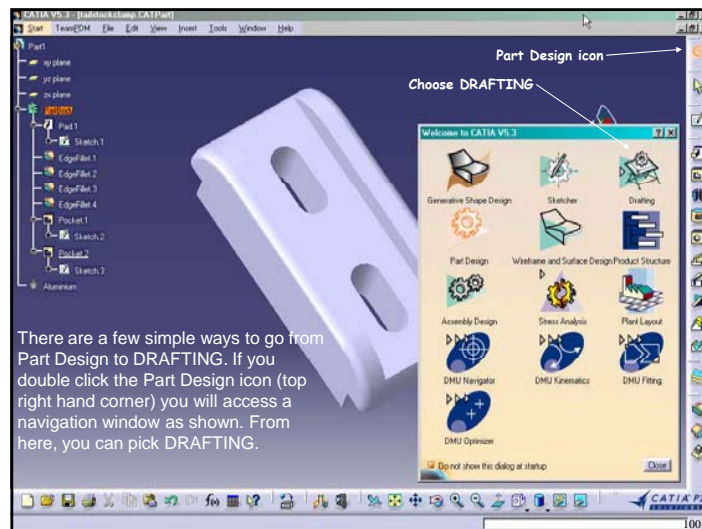 CATIA V5.3 - [tailstockclamp.CATPart]
Start TeamPDM File Edit View Insert Tools Window Help
Part1
xy plane
yz plane
zx plane
PartBody
Pad.1
Sketch.1
EdgeFillet.1
EdgeFillet.2
EdgeFillet.3
EdgeFillet.4
Pocket.1
Sketch.2
Pocket.2
Sketch.3
Aluminium
Part Design icon
Choose DRAFTING
Welcome to CATIA V5.3
Generative Shape Design Sketcher Drafting
Part Design Wireframe and Surface Design Product Structure
Assembly Design Stress Analysis Plant Layout
DMU Navigator DMU Kinematics DMU Fitting
DMU Optimizer
Do not show this dialog at startup Close
There are a few simple ways to go from
Part Design to DRAFTING. If you
double click the Part Design icon (top
right hand corner) you will access a
navigation window as shown. From
here, you can pick DRAFTING.
CATIA P2
SOLUTIONS